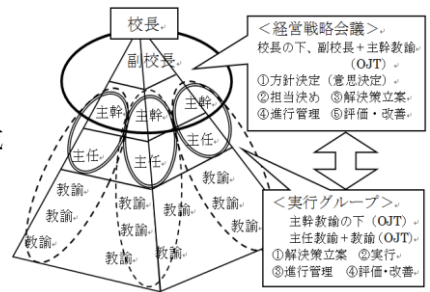 校長
副校長
主幹 主幹 主幹
主任 主任 主任
教諭 教諭 教諭 教諭
教諭 教諭 教諭
教諭 教諭 教諭
教諭 教諭
＜経営戦略会議＞
校長の下、副校長＋主幹教諭
（OJT）
①方針決定（意思決定）
②担当決め ③解決策立案
④進行管理 ⑤評価・改善
＜実行グループ＞
主幹教諭の下（OJT）
主任教諭＋教諭（OJT）
①解決策立案 ②実行
③進行管理 ④評価・改善